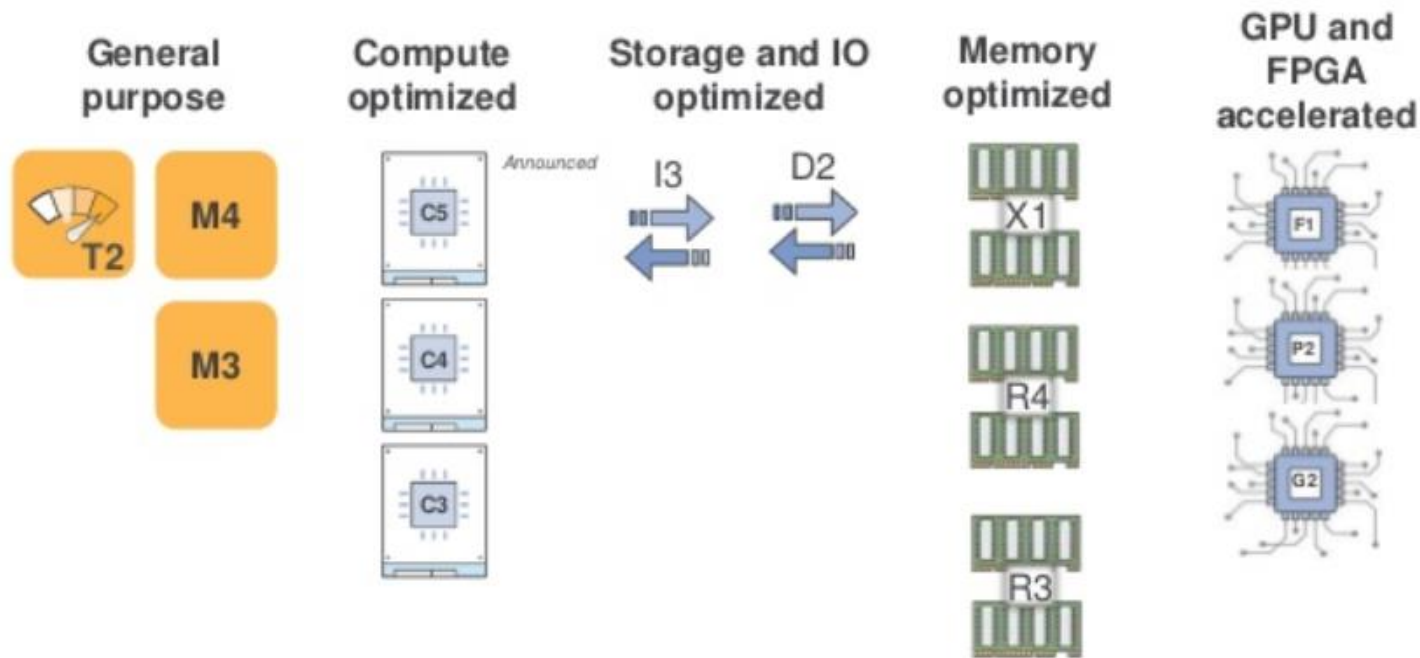 General
purpose
T2
M4
M3
Compute
optimized
Announced
C5
C4
C3
Storage and IO
optimized
I3
D2
Memory
optimized
X1
R4
R3
GPU and
FPGA
accelerated
F1
P2
G2